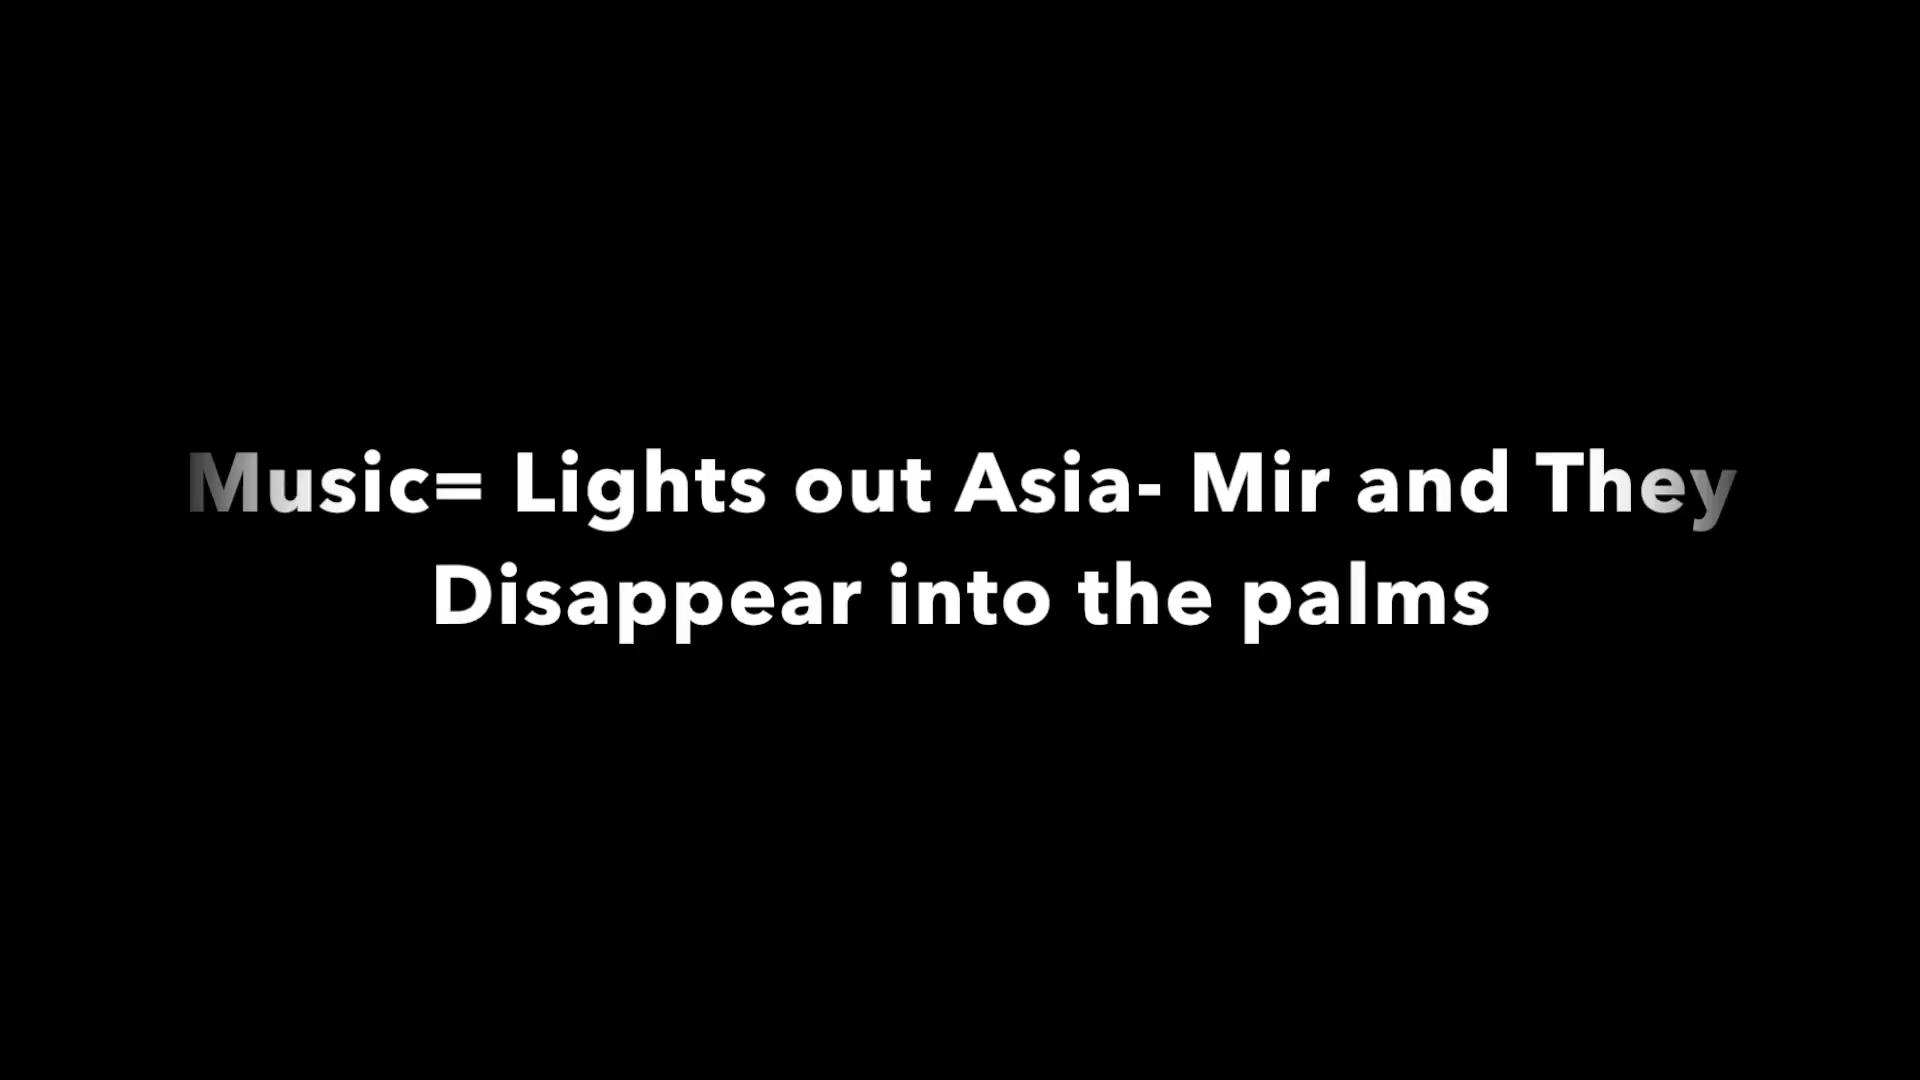 Music= Lights out Asia- Mir and They
Disappear into the palms